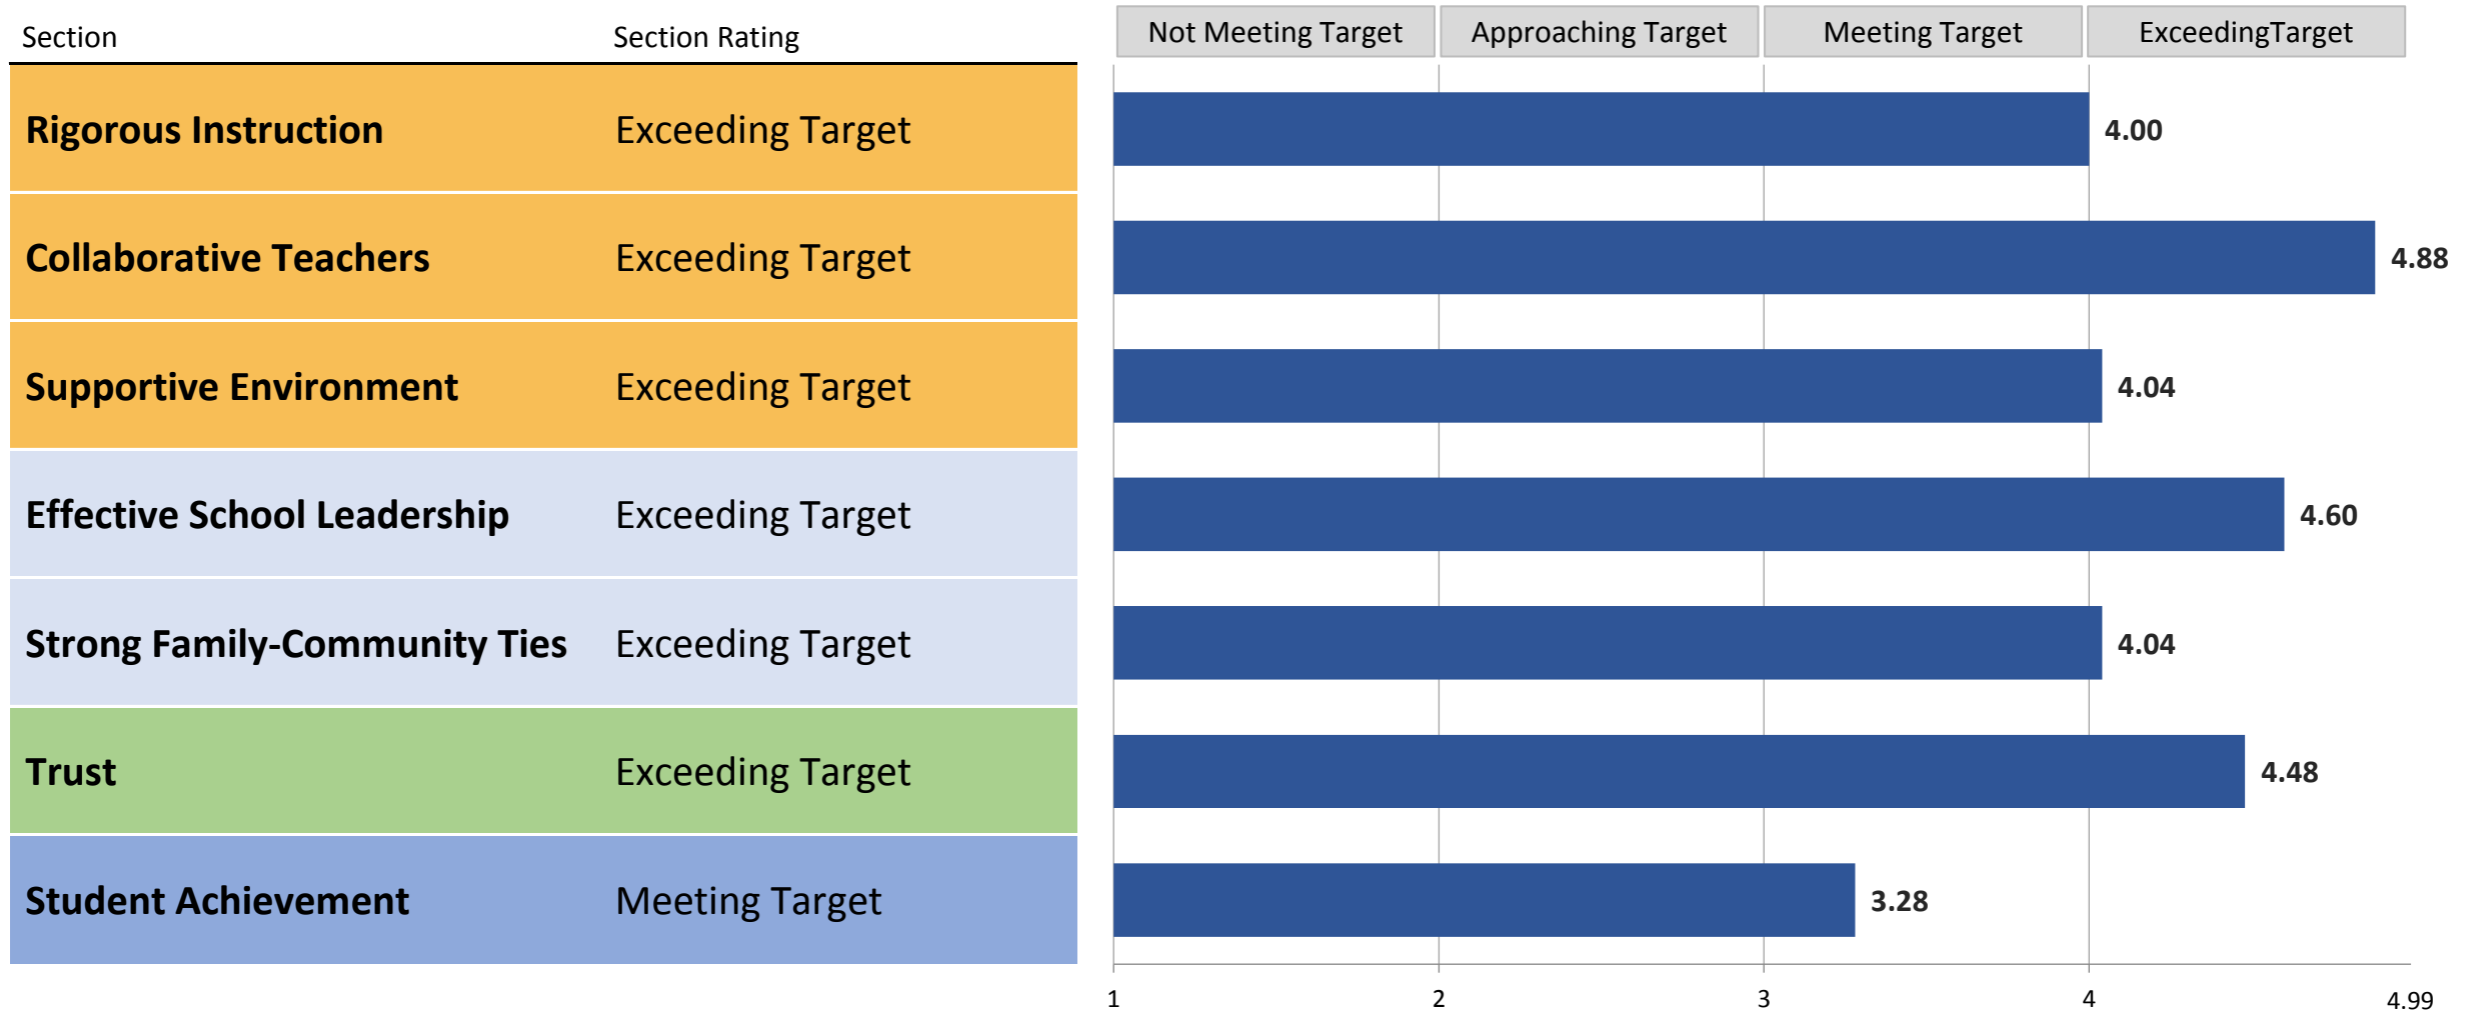 Section Section Rating Not Meeting Target Approaching Target Meeting Target ExceedingTarget
Rigorous Instruction Exceeding Target 4.00
Collaborative Teachers Exceeding Target 4.88
Supportive Environment Exceeding Target 4.04
Effective School Leadership Exceeding Target 4.60
Strong Family-Community Ties Exceeding Target 4.04
Trust Exceeding Target 4.48
Student Achievement Meeting Target 3.28
1 2 3 4 4.99